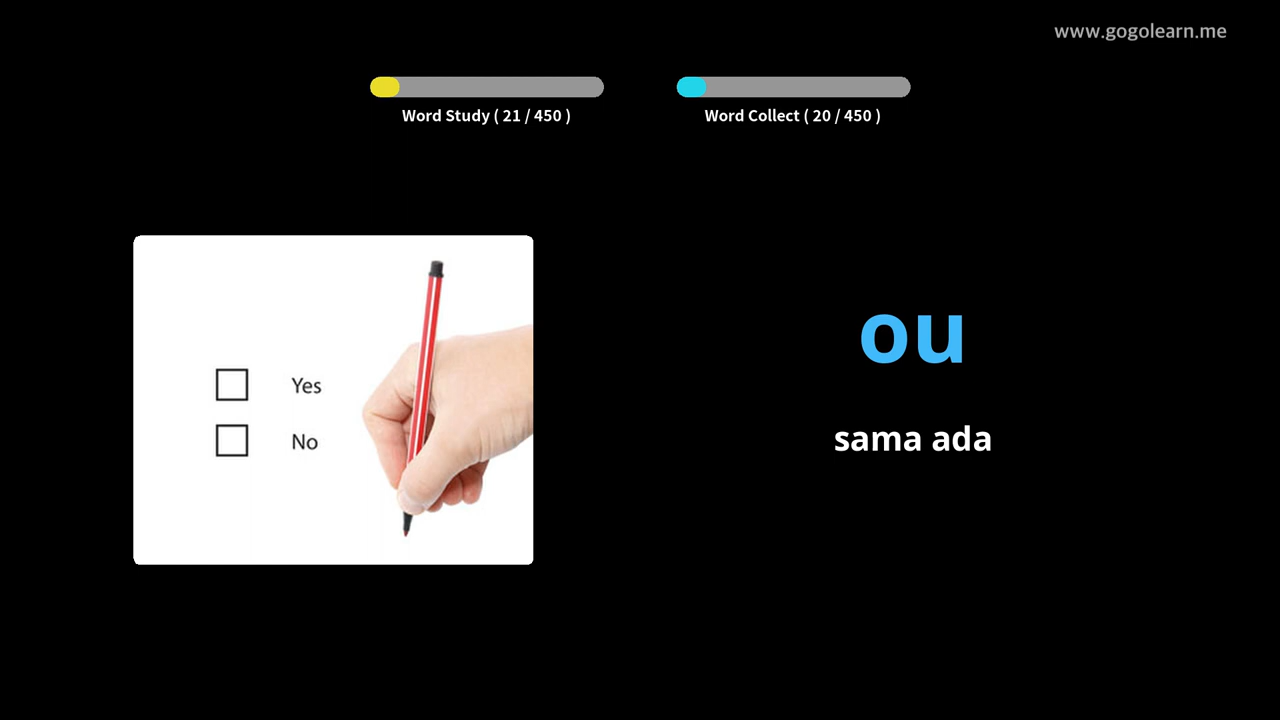 www.gogolearn.me
Word Study ( 21 / 450 )
Word Collect ( 20 / 450 )
Yes
No
ou
sama ada